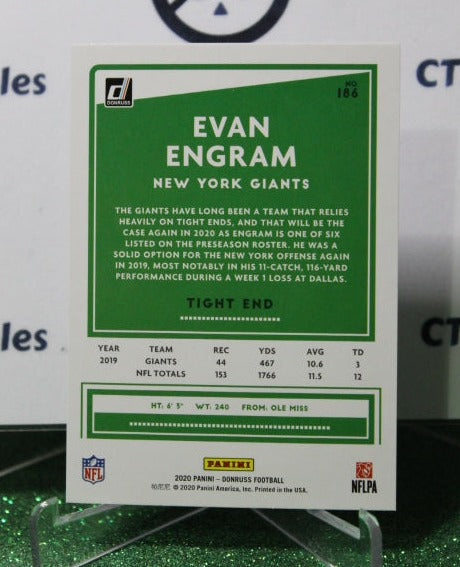 CT
ples
DONRUSS
NO.
186
EVAN
ENGRAM
NEW YORK GIANTS
THE GIANTS HAVE LONG BEEN A TEAM THAT RELIES
HEAVILY ON TIGHT ENDS, AND THAT WILL BE THE
CASE AGAIN IN 2020 AS ENGRAM IS ONE OF SIX
LISTED ON THE PRESEASON ROSTER. HE WAS A
SOLID OPTION FOR THE NEW YORK OFFENSE AGAIN
IN 2019, MOST NOTABLY IN HIS 11-CATCH, 116-YARD
PERFORMANCE DURING A WEEK 1 LOSS AT DALLAS.
TIGHT END
YEAR TEAM REC YDS AVG TD
2019 GIANTS 44 467 10.6 3
NFL TOTALS 153 1766 11.5 12
HT: 6' 3" WT: 240 FROM: OLE MISS
NFL
PANINI
NFLPA
2020 PANINI – DONRUSS FOOTBALL
帕尼尼 © 2020 Panini America, Inc. Printed in the USA.
les
CT